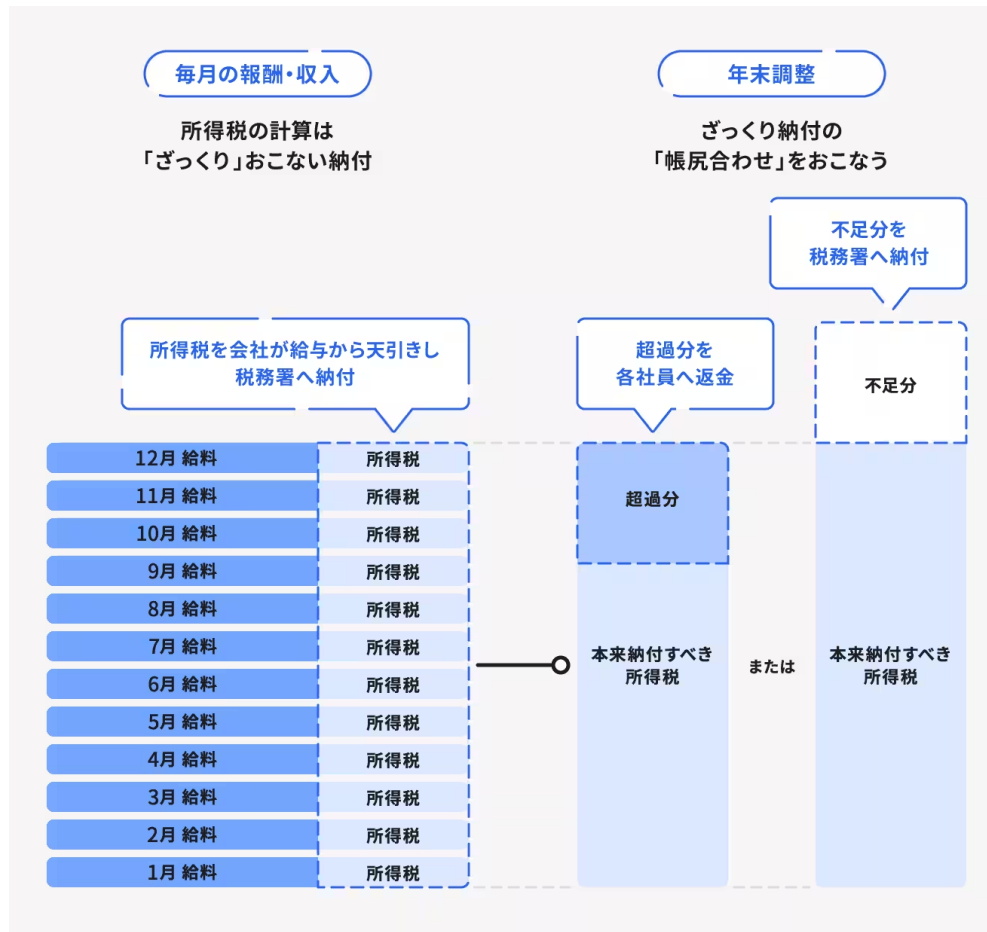 毎月の報酬・収入
所得税の計算は
「ざっくり」おこない納付
所得税を会社が給与から天引きし
税務署へ納付
12月 給料 所得税
11月 給料 所得税
10月 給料 所得税
9月 給料 所得税
8月 給料 所得税
7月 給料 所得税
6月 給料 所得税
5月 給料 所得税
4月 給料 所得税
3月 給料 所得税
2月 給料 所得税
1月 給料 所得税
年末調整
ざっくり納付の
「帳尻合わせ」をおこなう
超過分を
各社員へ返金
超過分
本来納付すべき
所得税
または
不足分を
税務署へ納付
不足分
本来納付すべき
所得税